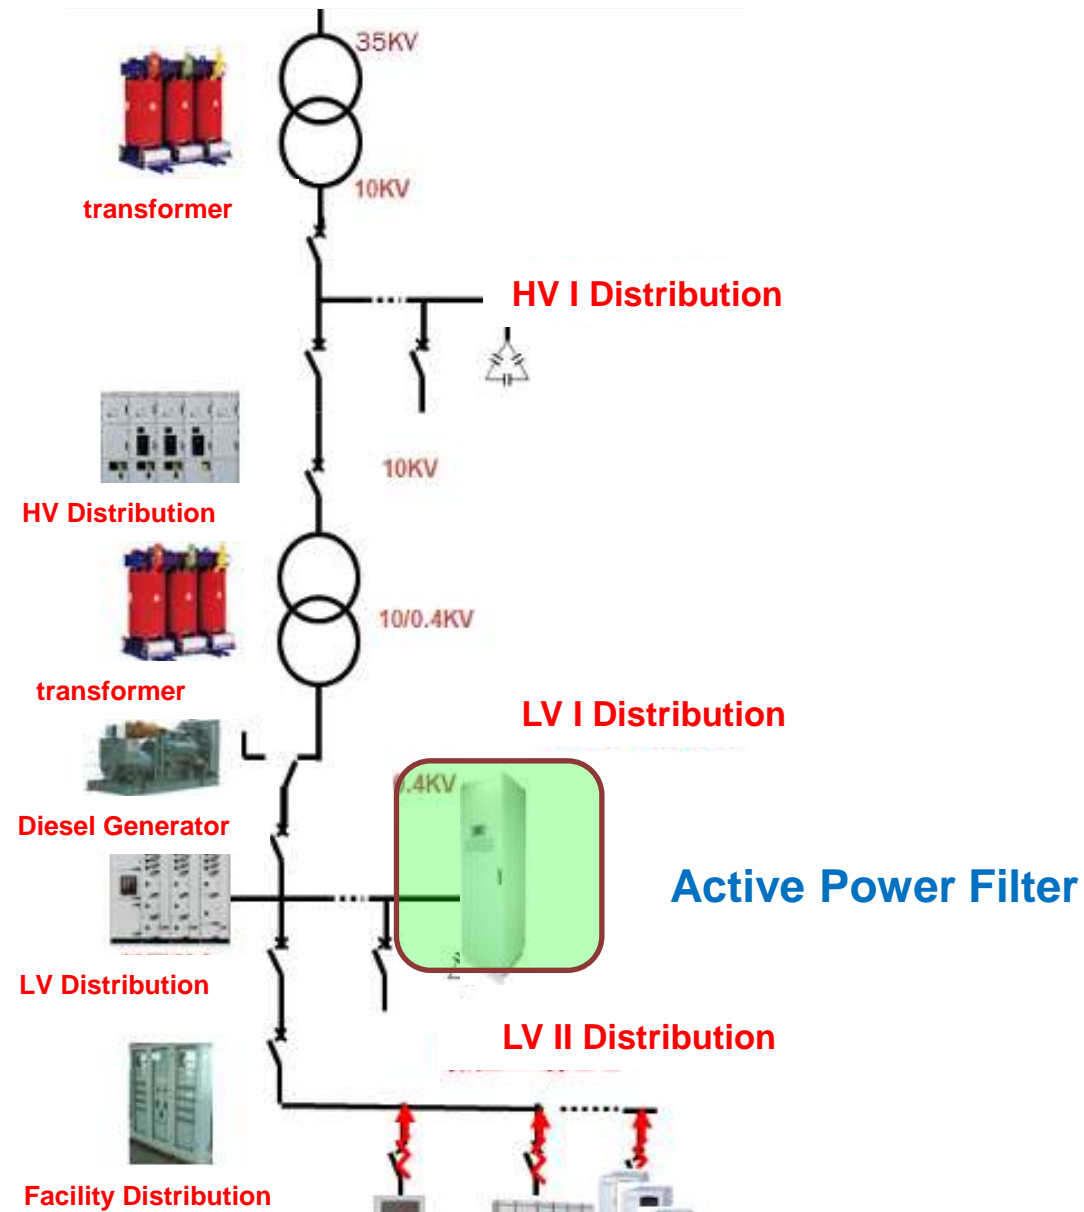 35KV
10KV
transformer
HV I Distribution
10KV
HV Distribution
10/0.4KV
transformer
LV I Distribution
0.4KV
Diesel Generator
Active Power Filter
LV Distribution
LV II Distribution
Facility Distribution